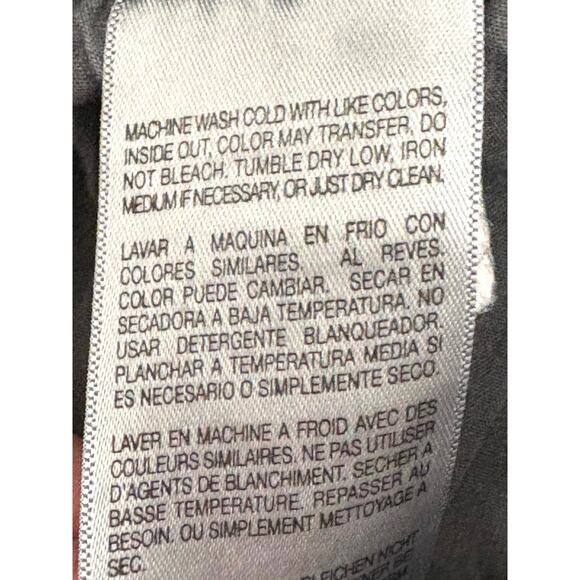 MACHINE WASH COLD WITH LIKE COLORS,
INSIDE OUT, COLOR MAY TRANSFER, DO
NOT BLEACH. TUMBLE DRY LOW, IRON
MEDIUM IF NECESSARY, OR JUST DRY CLEAN.
LAVAR A MAQUINA EN FRIO CON
COLORES SIMILARES, AL REVES.
COLOR PUEDE CAMBIAR. SECAR EN
SECADORA A BAJA TEMPERATURA. NO
USAR DETERGENTE BLANQUEADOR.
PLANCHAR A TEMPERATURA MEDIA SI
ES NECESARIO O SIMPLEMENTE SECO.
LAVER EN MACHINE A FROID AVEC DES
COULEURS SIMILAIRES. NE PAS UTILISER
D'AGENTS DE BLANCHIMENT. SECHER A
BASSE TEMPERATURE. REPASSER AU
BESOIN. OU SIMPLEMENT METTOYAGE A
SEC.
BLEICHEN NICHT